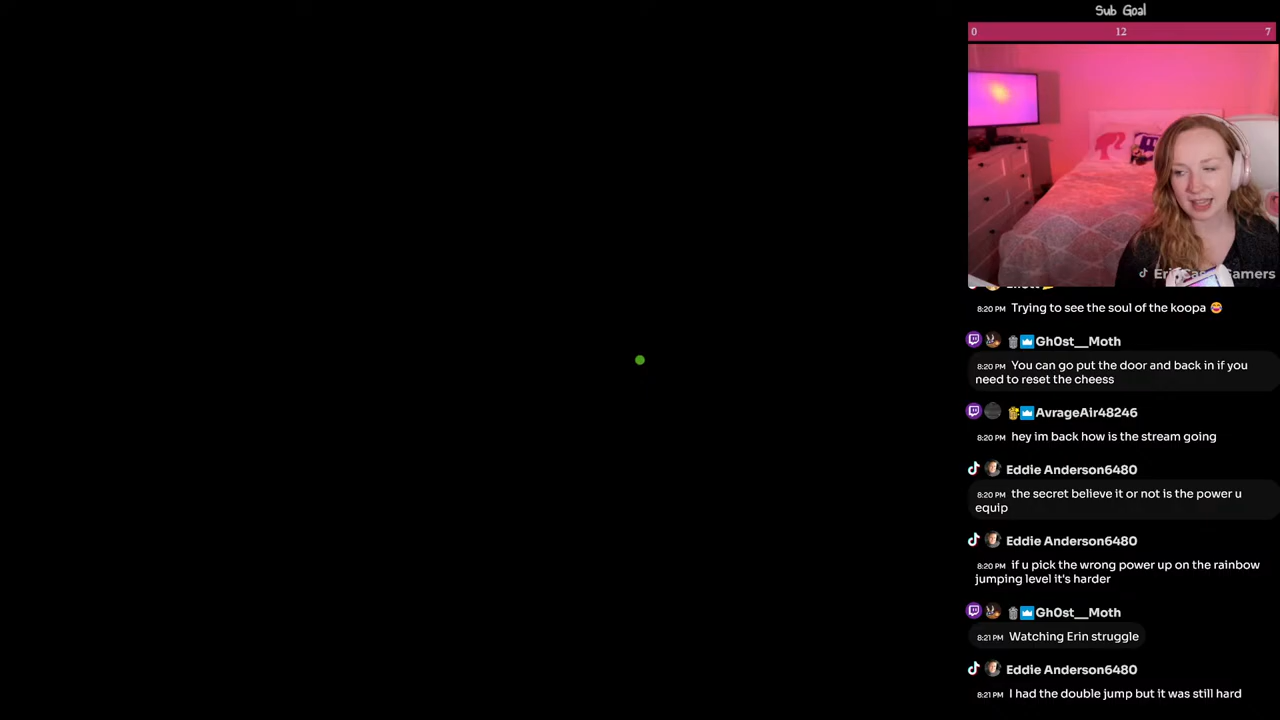 Sub Goal
0 12 7
Gamers
8:20 PM Trying to see the soul of the koopa
Gh0st__Moth
8:20 PM You can go put the door and back in if you
need to reset the cheess
AvrageAir48246
8:20 PM hey im back how is the stream going
Eddie Anderson6480
8:20 PM the secret believe it or not is the power u
equip
Eddie Anderson6480
8:20 PM if u pick the wrong power up on the rainbow
jumping level it's harder
Gh0st__Moth
8:21 PM Watching Erin struggle
Eddie Anderson6480
8:21 PM I had the double jump but it was still hard